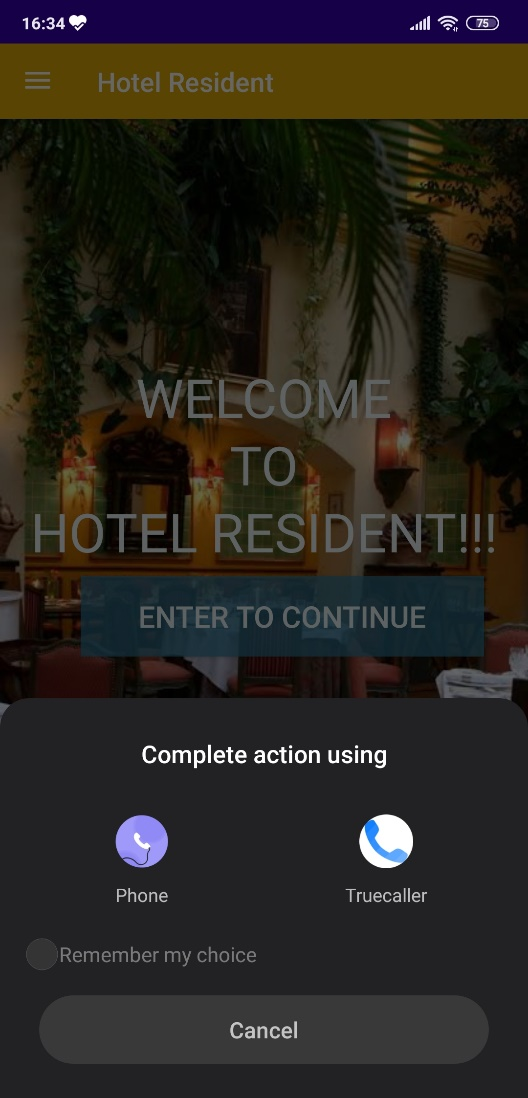 16:34
75
Hotel Resident
WELCOME
TO
HOTEL RESIDENT!!!
ENTER TO CONTINUE
Complete action using
Phone
Truecaller
Remember my choice
Cancel